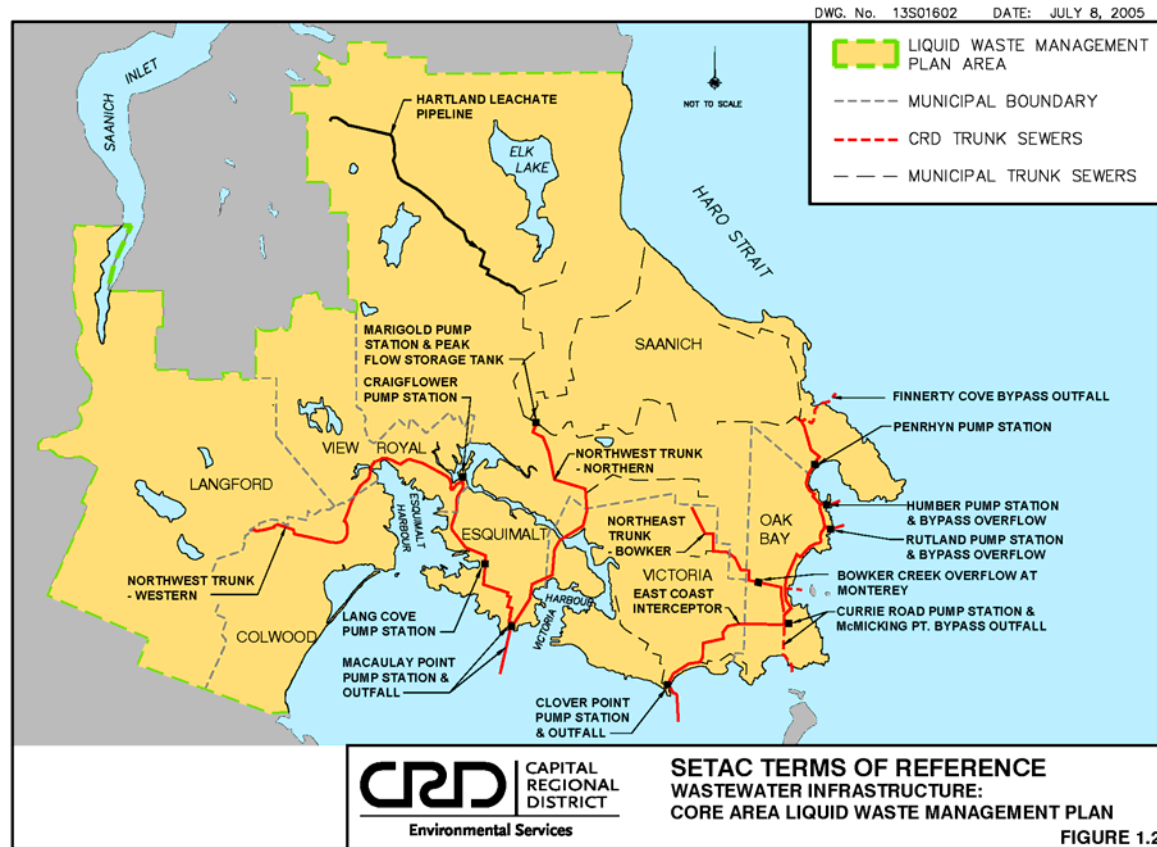 DWG. No. 13S01602 DATE: JULY 8, 2005
LIQUID WASTE MANAGEMENT
PLAN AREA
MUNICIPAL BOUNDARY
CRD TRUNK SEWERS
MUNICIPAL TRUNK SEWERS
NOT TO SCALE
SAANICH INLET
HARTLAND LEACHATE
PIPELINE
ELK
LAKE
HARO STRAIT
MARIGOLD PUMP
STATION & PEAK
FLOW STORAGE TANK
CRAIGFLOWER
PUMP STATION
SAANICH
FINNERTY COVE BYPASS OUTFALL
PENRHYN PUMP STATION
VIEW ROYAL
NORTHWEST TRUNK
- NORTHERN
LANGFORD
ESQUIMALT
HARBOUR
HUMBER PUMP STATION
& BYPASS OVERFLOW
ESQUIMALT
NORTHEAST
TRUNK
- BOWKER
OAK
BAY
RUTLAND PUMP STATION
& BYPASS OVERFLOW
NORTHWEST TRUNK
- WESTERN
VICTORIA
BOWKER CREEK OVERFLOW AT
MONTEREY
EAST COAST
INTERCEPTOR
LANG COVE
PUMP STATION
VICTORIA
HARBOUR
CURRIE ROAD PUMP STATION &
McMICKING PT. BYPASS OUTFALL
COLWOOD
MACAULAY POINT
PUMP STATION &
OUTFALL
CLOVER POINT
PUMP STATION
& OUTFALL
CRD
CAPITAL
REGIONAL
DISTRICT
Environmental Services
SETAC TERMS OF REFERENCE
WASTEWATER INFRASTRUCTURE:
CORE AREA LIQUID WASTE MANAGEMENT PLAN
FIGURE 1.2